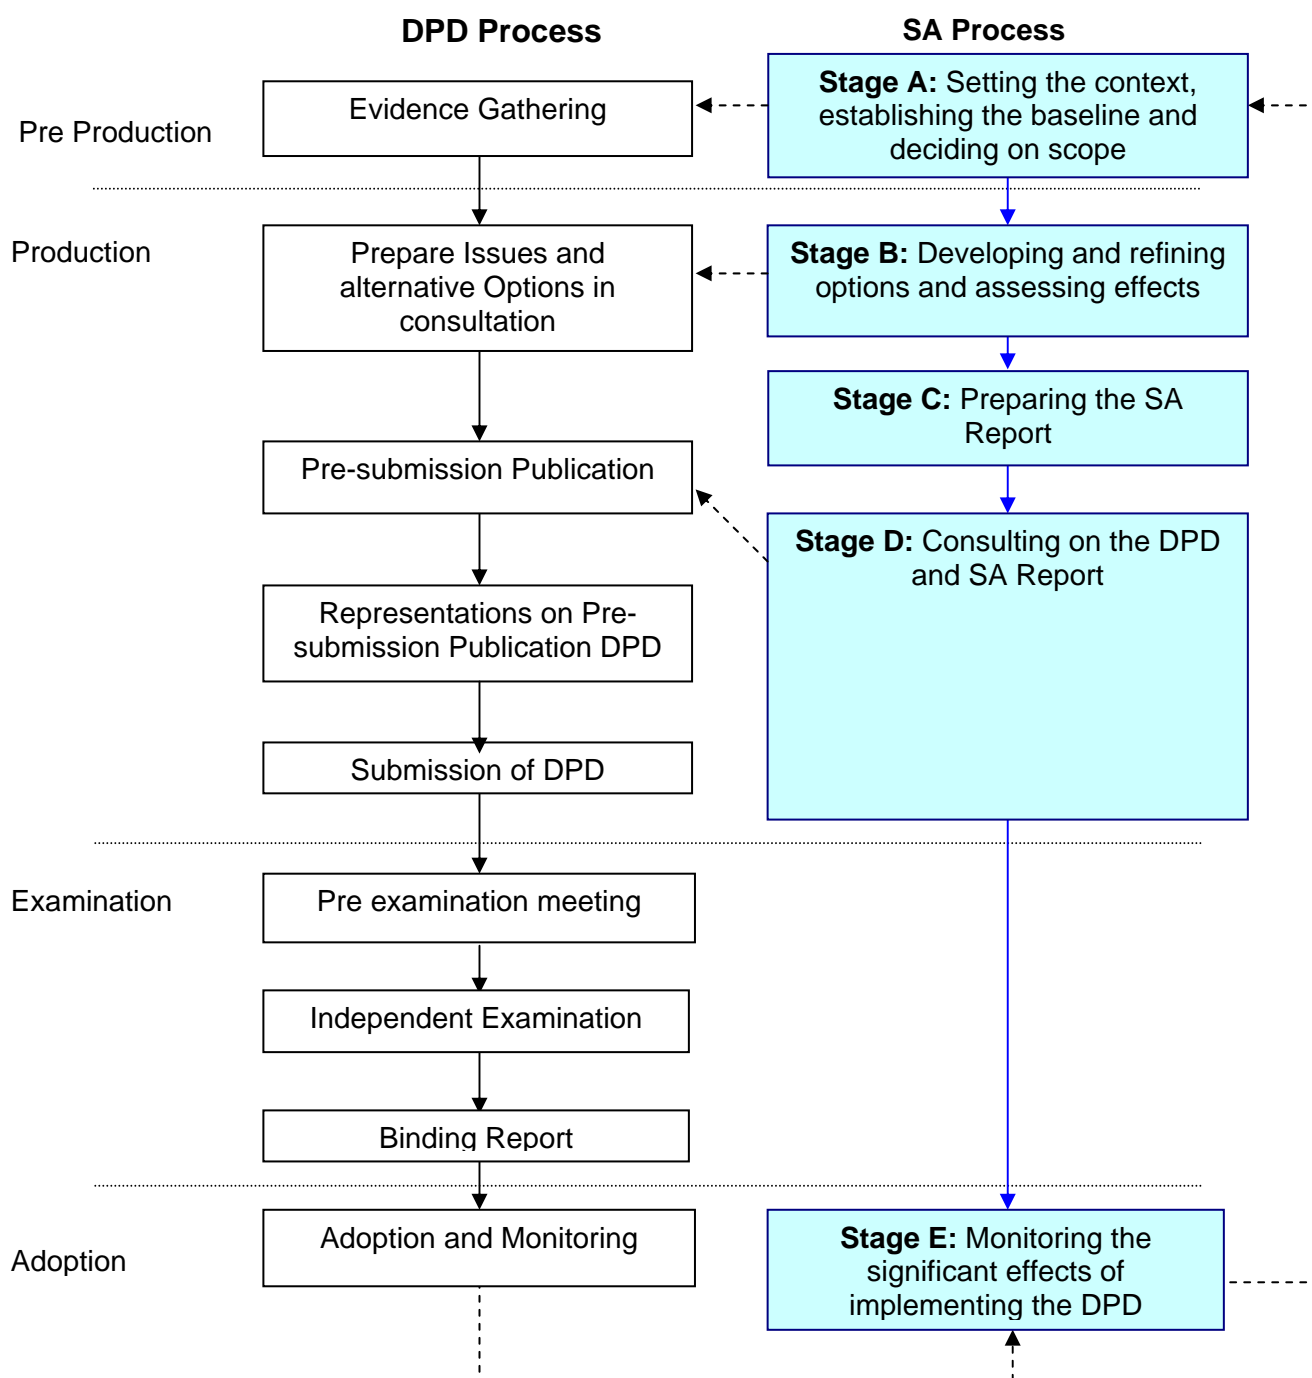 DPD Process
SA Process
Pre Production
Evidence Gathering
Stage A: Setting the context,
establishing the baseline and
deciding on scope
Production
Prepare Issues and
alternative Options in
consultation
Stage B: Developing and refining
options and assessing effects
Stage C: Preparing the SA
Report
Pre-submission Publication
Stage D: Consulting on the DPD
and SA Report
Representations on Pre-
submission Publication DPD
Submission of DPD
Examination
Pre examination meeting
Independent Examination
Binding Report
Adoption
Adoption and Monitoring
Stage E: Monitoring the
significant effects of
implementing the DPD